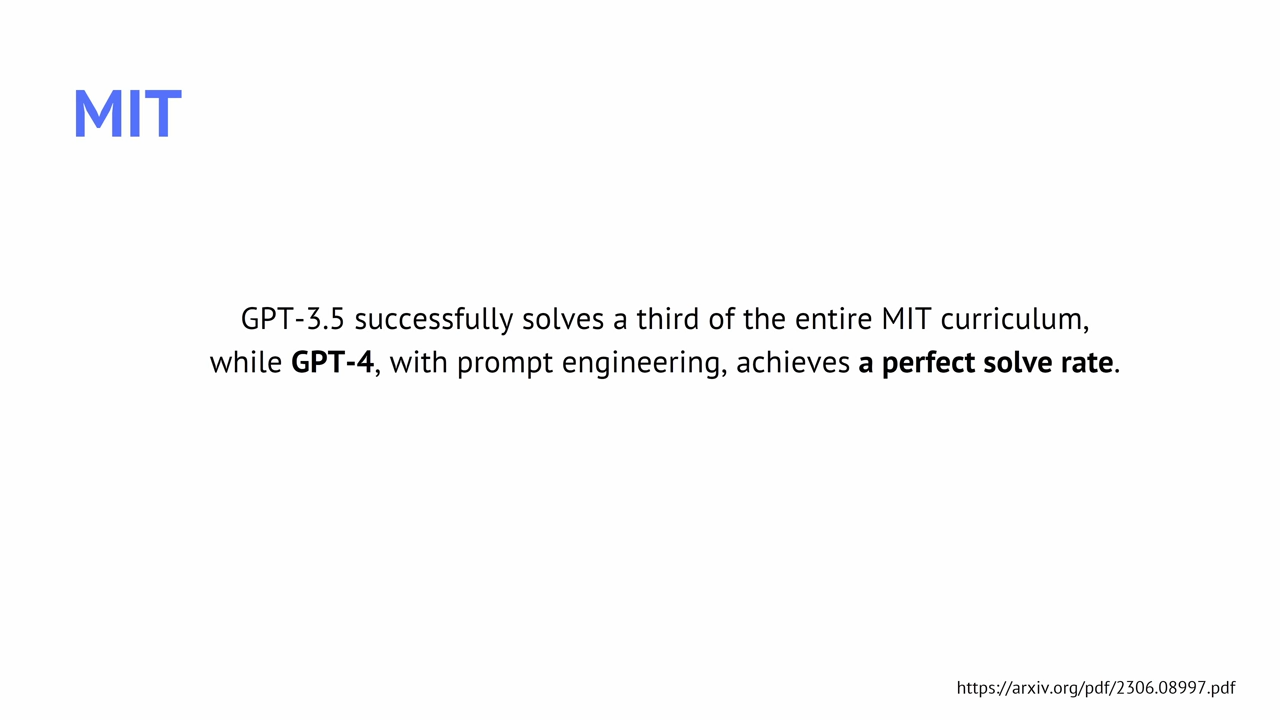 MIT
GPT-3.5 successfully solves a third of the entire MIT curriculum,
while GPT-4, with prompt engineering, achieves a perfect solve rate.
https://arxiv.org/pdf/2306.08997.pdf